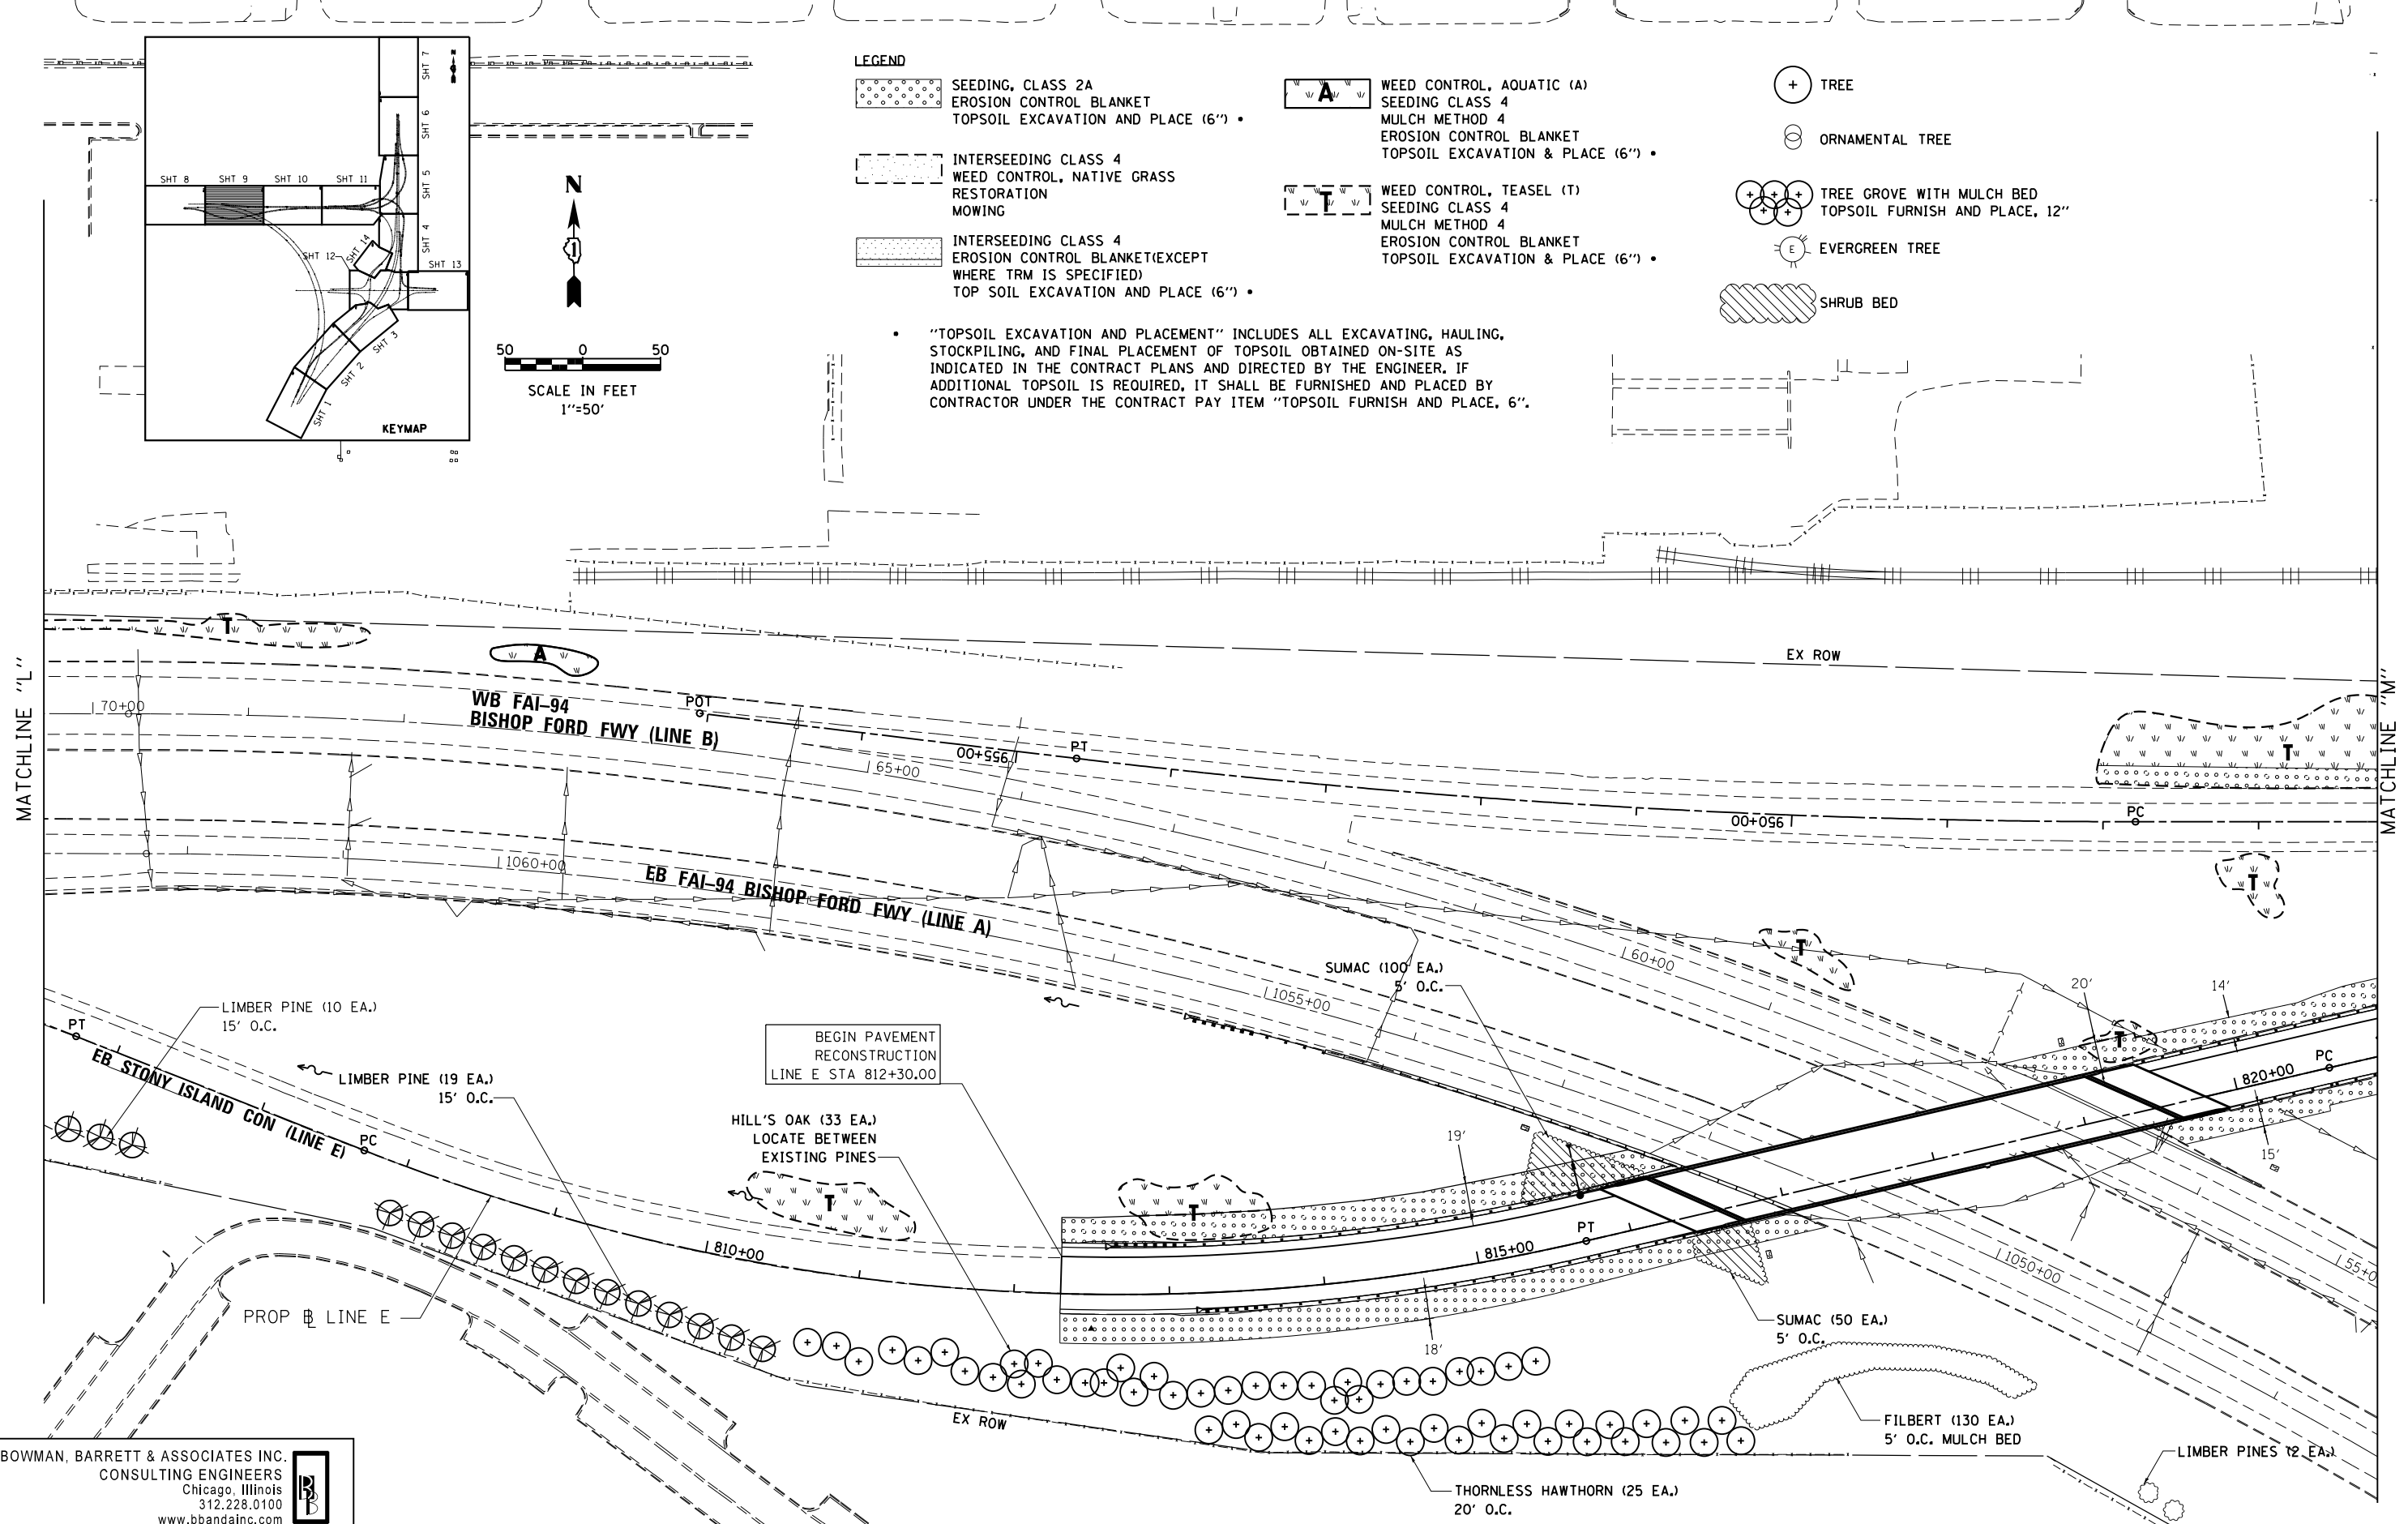 SHT 7
N
SHT 6
SHT 5
SHT 8
SHT 9
SHT 10
SHT 11
SHT 4
SHT 14
SHT 12
SHT 13
SHT 3
SHT 2
SHT 1
KEYMAP
N
50 0 50
SCALE IN FEET
1"=50'
LEGEND
SEEDING, CLASS 2A
EROSION CONTROL BLANKET
TOPSOIL EXCAVATION AND PLACE (6") •
INTERSEEDING CLASS 4
WEED CONTROL, NATIVE GRASS
RESTORATION
MOWING
INTERSEEDING CLASS 4
EROSION CONTROL BLANKET(EXCEPT
WHERE TRM IS SPECIFIED)
TOP SOIL EXCAVATION AND PLACE (6") •
A
WEED CONTROL, AQUATIC (A)
SEEDING CLASS 4
MULCH METHOD 4
EROSION CONTROL BLANKET
TOPSOIL EXCAVATION & PLACE (6") •
T
WEED CONTROL, TEASEL (T)
SEEDING CLASS 4
MULCH METHOD 4
EROSION CONTROL BLANKET
TOPSOIL EXCAVATION & PLACE (6") •
TREE
ORNAMENTAL TREE
TREE GROVE WITH MULCH BED
TOPSOIL FURNISH AND PLACE, 12"
E
EVERGREEN TREE
SHRUB BED
• "TOPSOIL EXCAVATION AND PLACEMENT" INCLUDES ALL EXCAVATING, HAULING,
STOCKPILING, AND FINAL PLACEMENT OF TOPSOIL OBTAINED ON-SITE AS
INDICATED IN THE CONTRACT PLANS AND DIRECTED BY THE ENGINEER. IF
ADDITIONAL TOPSOIL IS REQUIRED, IT SHALL BE FURNISHED AND PLACED BY
CONTRACTOR UNDER THE CONTRACT PAY ITEM "TOPSOIL FURNISH AND PLACE, 6".
MATCHLINE "L"
MATCHLINE "M"
T
A
EX ROW
70+00
WB FAI-94
BISHOP FORD FWY (LINE B)
POT
PT
955+00
65+00
T
950+00
PC
1060+00
EB FAI-94 BISHOP FORD FWY (LINE A)
T
T
60+00
SUMAC (100 EA.)
5' O.C.
1055+00
20'
14'
T
PC
820+00
15'
LIMBER PINE (10 EA.)
15' O.C.
PT
EB STONY ISLAND CON (LINE E)
LIMBER PINE (19 EA.)
15' O.C.
PC
BEGIN PAVEMENT
RECONSTRUCTION
LINE E STA 812+30.00
HILL'S OAK (33 EA.)
LOCATE BETWEEN
EXISTING PINES
T
T
19'
PT
810+00
815+00
18'
1050+00
55+0
PROP BL LINE E
SUMAC (50 EA.)
5' O.C.
EX ROW
FILBERT (130 EA.)
5' O.C. MULCH BED
LIMBER PINES (2 EA.)
THORNLESS HAWTHORN (25 EA.)
20' O.C.
BOWMAN, BARRETT & ASSOCIATES INC.
CONSULTING ENGINEERS
Chicago, Illinois
312.228.0100
www.bbandainc.com